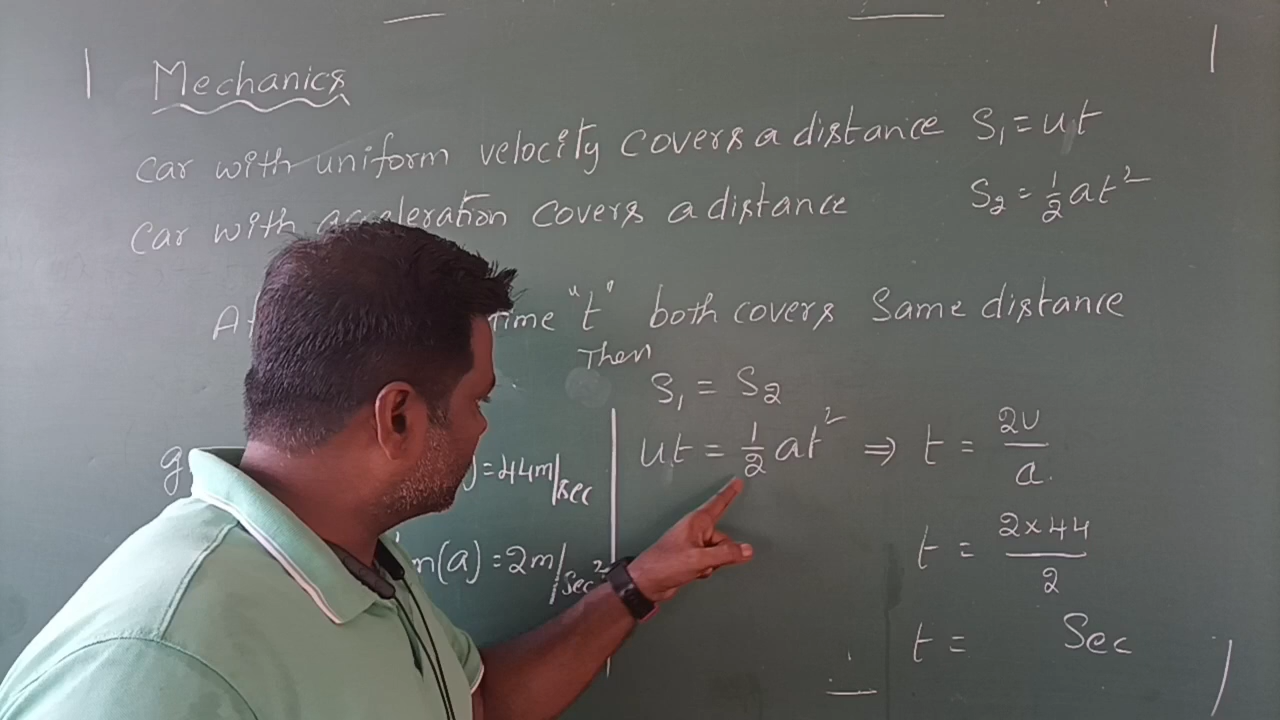 Mechanics
car with uniform velocity covers a distance S₁ = ut
car with acceleration covers a distance S₂ = ½at²
time "t" both covers same distance
Then
S₁ = S₂
ut = ½at² ⇒ t = 2u/a.
= 44m/sec
(a) = 2m/sec²
t = 2×44/2
t = Sec